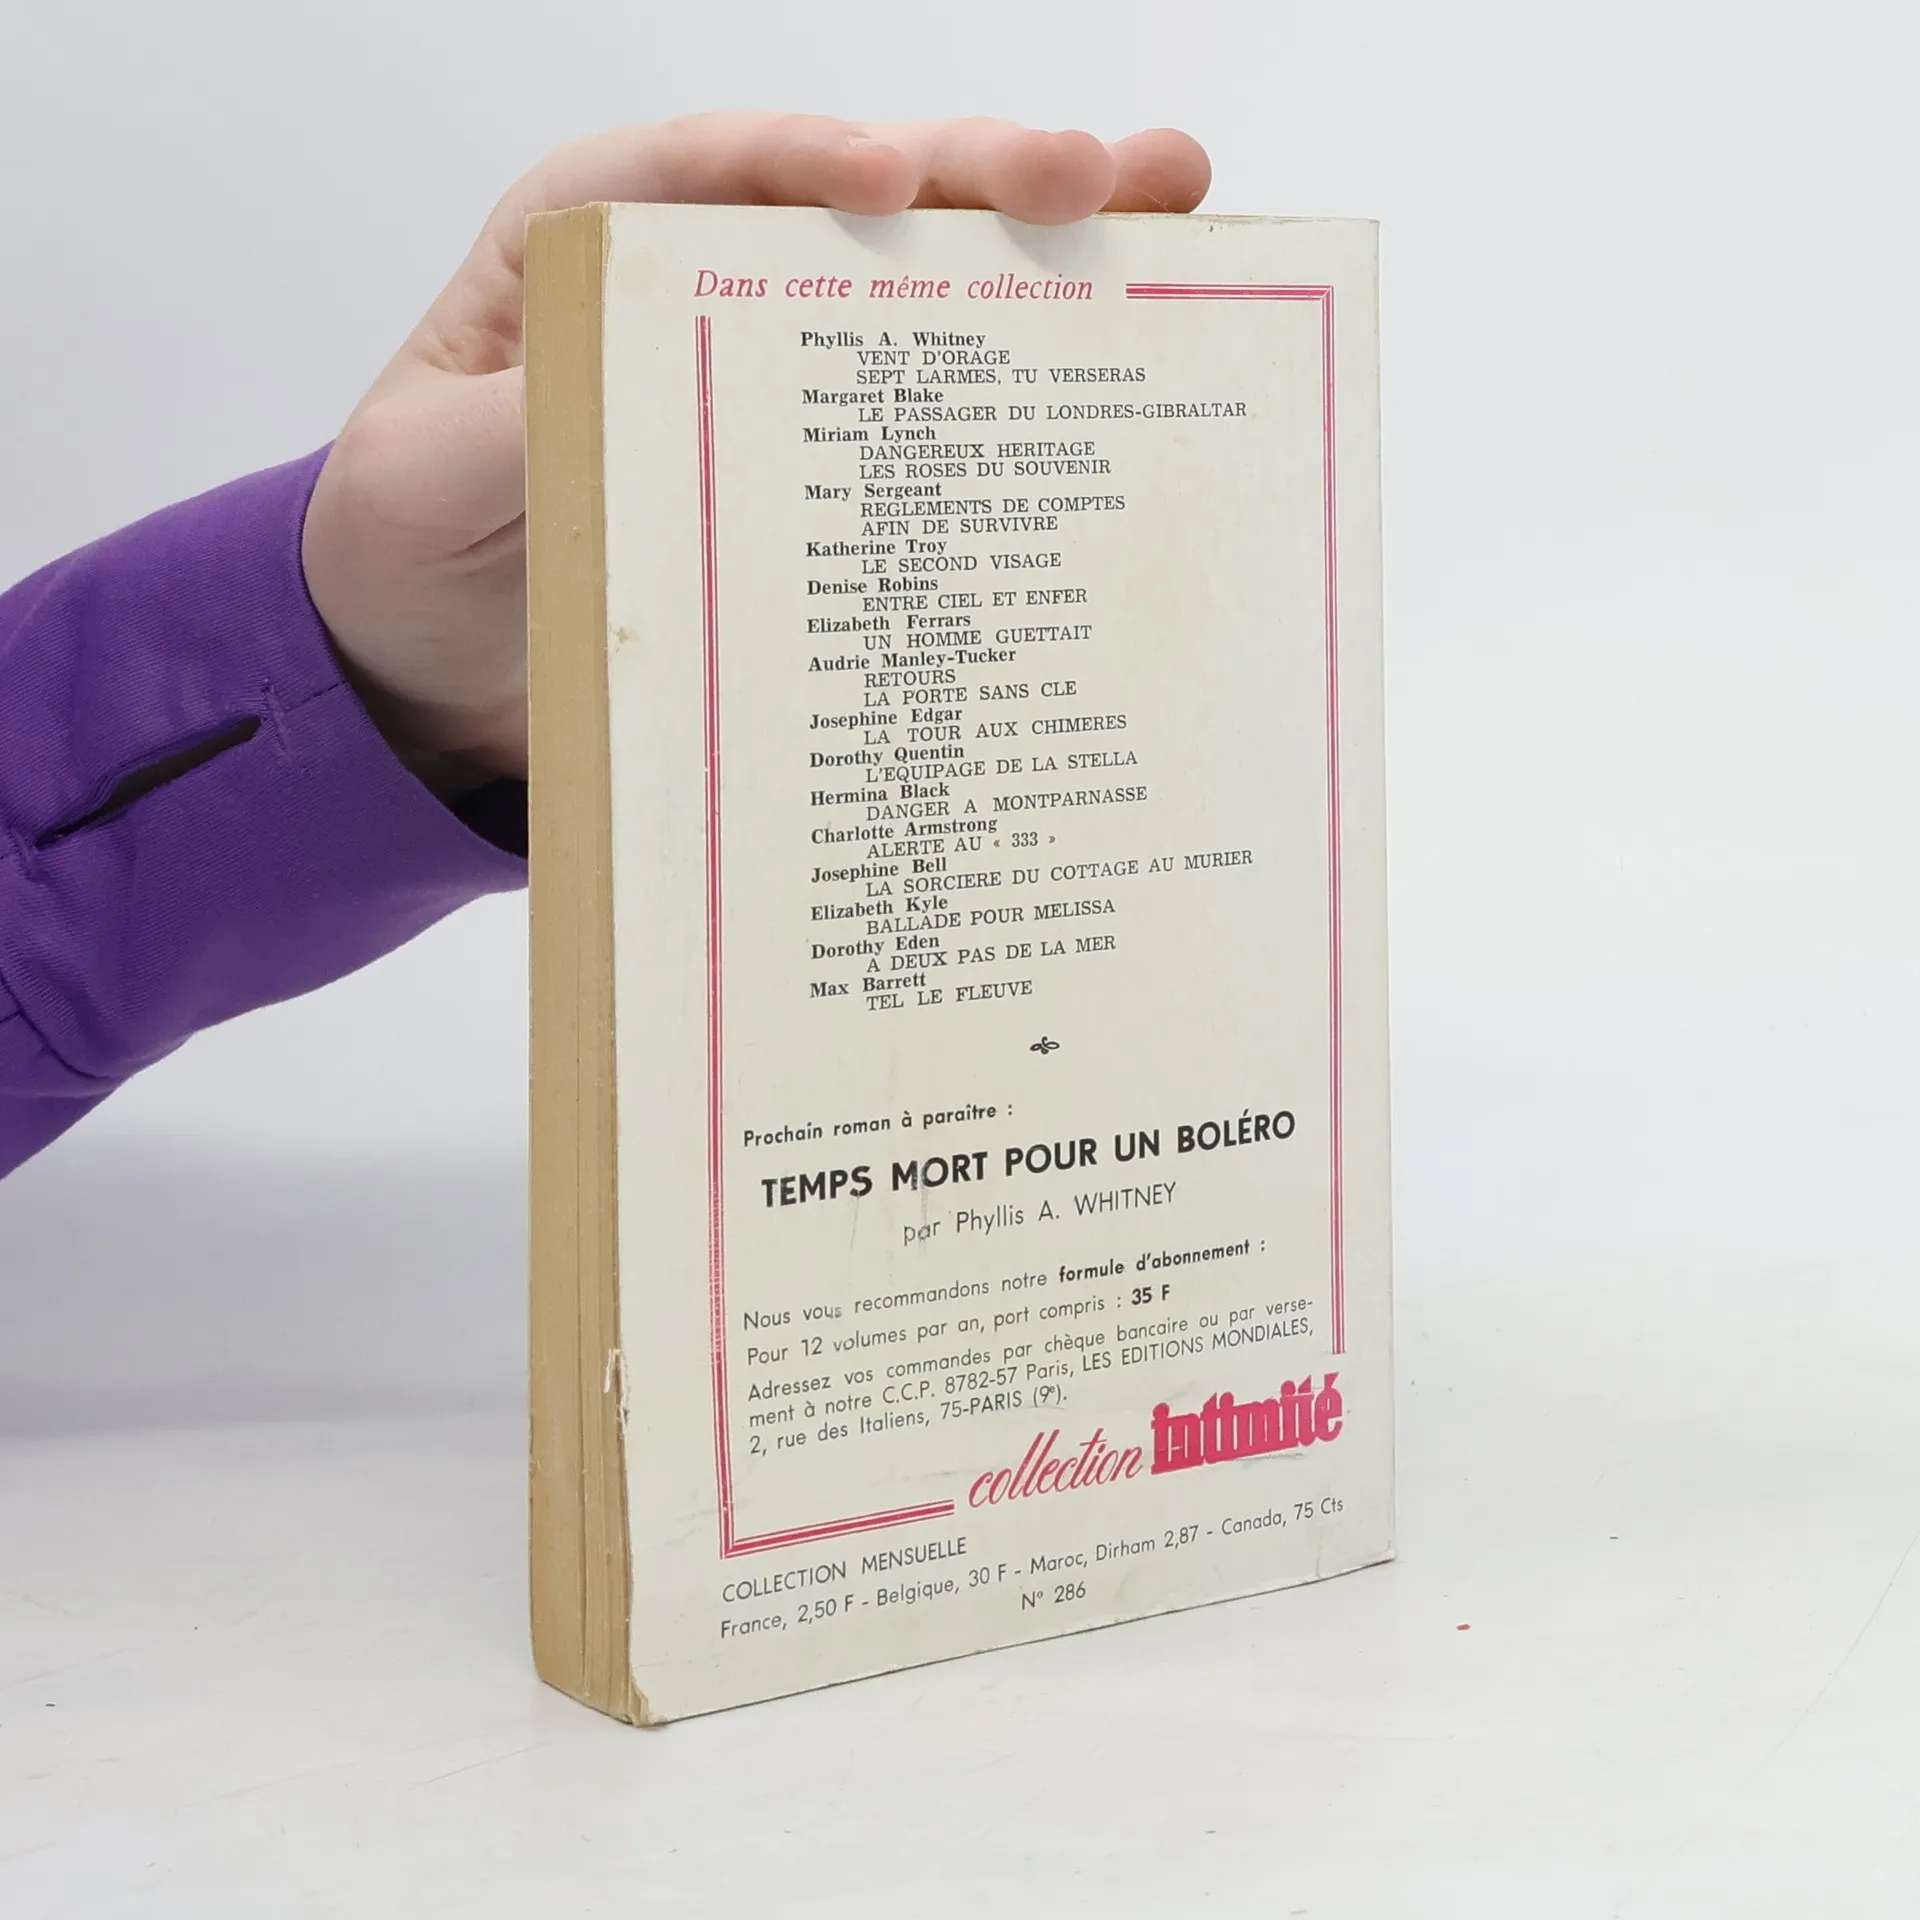 Dans cette même collection
Phyllis A. Whitney
VENT D'ORAGE
SEPT LARMES, TU VERSERAS
Margaret Blake
LE PASSAGER DU LONDRES-GIBRALTAR
Miriam Lynch
DANGEREUX HERITAGE
LES ROSES DU SOUVENIR
Mary Sergeant
REGLEMENTS DE COMPTES
AFIN DE SURVIVRE
Katherine Troy
LE SECOND VISAGE
Denise Robins
ENTRE CIEL ET ENFER
Elizabeth Ferrars
UN HOMME GUETTAIT
Audrie Manley-Tucker
RETOURS
LA PORTE SANS CLE
Josephine Edgar
LA TOUR AUX CHIMERES
Dorothy Quentin
L'EQUIPAGE DE LA STELLA
Hermina Black
DANGER A MONTPARNASSE
Charlotte Armstrong
ALERTE AU « 333 »
Josephine Bell
LA SORCIERE DU COTTAGE AU MURIER
Elizabeth Kyle
BALLADE POUR MELISSA
Dorothy Eden
A DEUX PAS DE LA MER
Max Barrett
TEL LE FLEUVE
Prochain roman à paraître :
TEMPS MORT POUR UN BOLÉRO
par Phyllis A. WHITNEY
Nous vous recommandons notre formule d'abonnement :
Pour 12 volumes par an, port compris : 35 F
Adressez vos commandes par chèque bancaire ou par verse-
ment à notre C.C.P. 8782-57 Paris, LES EDITIONS MONDIALES,
2, rue des Italiens, 75-PARIS (9e).
collection intimité
COLLECTION MENSUELLE
France, 2,50 F - Belgique, 30 F - Maroc, Dirham 2,87 - Canada, 75 Cts
N° 286